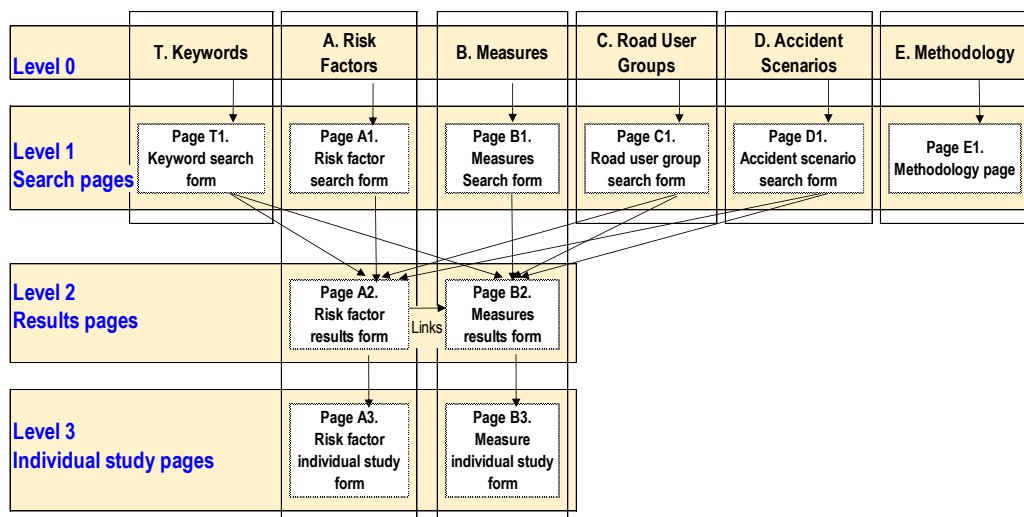 Level 0
T. Keywords
A. Risk
Factors
B. Measures
C. Road User
Groups
D. Accident
Scenarios
E. Methodology
Level 1
Search pages
Page T1.
Keyword search
form
Page A1.
Risk factor
search form
Page B1.
Measures
Search form
Page C1.
Road user group
search form
Page D1.
Accident scenario
search form
Page E1.
Methodology page
Level 2
Results pages
Page A2.
Risk factor
results form
Links
Page B2.
Measures
results form
Level 3
Individual study pages
Page A3.
Risk factor
individual study
form
Page B3.
Measure
individual study
form